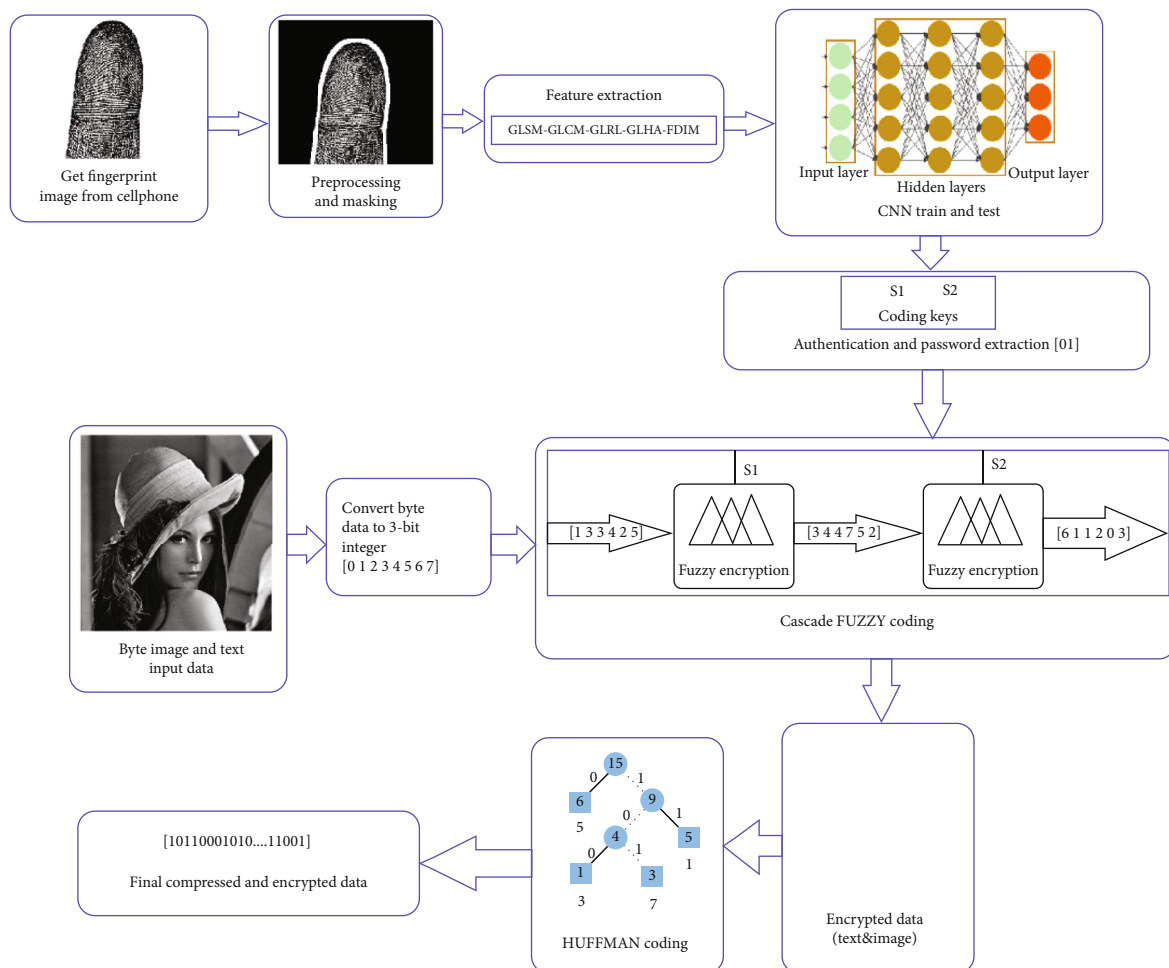 Get fingerprint
image from cellphone
Preprocessing
and masking
Feature extraction
GLSM-GLCM-GLRL-GLHA-FDIM
Input layer
Hidden layers
Output layer
CNN train and test
S1 S2
Coding keys
Authentication and password extraction [01]
Byte image and text
input data
Convert byte
data to 3-bit
integer
[0 1 2 3 4 5 6 7]
S1
S2
[1 3 3 4 2 5]
Fuzzy encryption
[3 4 4 7 5 2]
Fuzzy encryption
[6 1 1 2 0 3]
Cascade FUZZY coding
Encrypted data
(text&image)
15
0 1
6 9
5 0 1
4 5
0 1 1
1 3
3 7
HUFFMAN coding
[10110001010....11001]
Final compressed and encrypted data